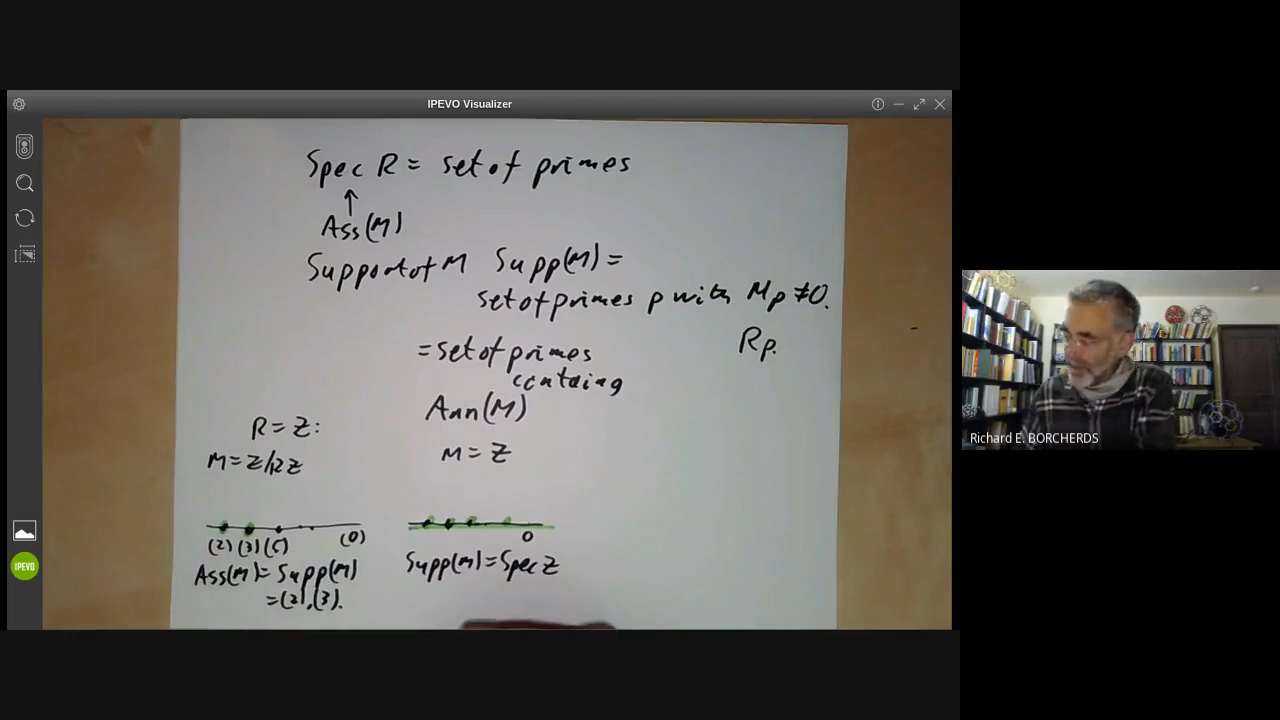 IPEVO Visualizer
Spec R = set of primes
↑
Ass(M)
Support of M Supp(M) =
set of primes p with Mp ≠ 0.
Rp.
= set of primes
containing
Ann(M)
R = Z:
M = Z/12Z
M = Z
(2) (3) (5) (0)
0
Ass(M) = Supp(M)
= (2), (3).
Supp(M) = Spec Z
IPEVO
Richard E. BORCHERDS